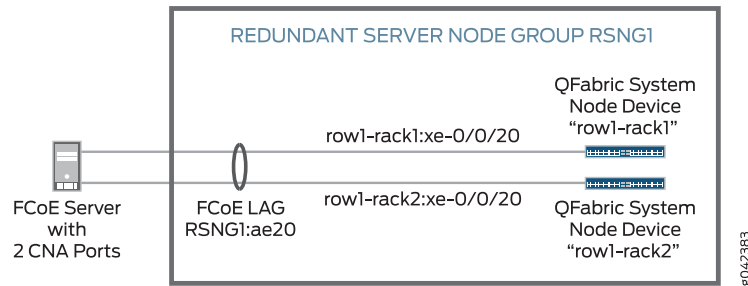 REDUNDANT SERVER NODE GROUP RSNG1
QFabric System
Node Device
“row1-rack1”
row1-rack1:xe-0/0/20
row1-rack2:xe-0/0/20
FCoE Server
with
2 CNA Ports
FCoE LAG
RSNG1:ae20
QFabric System
Node Device
“row1-rack2”
g042383